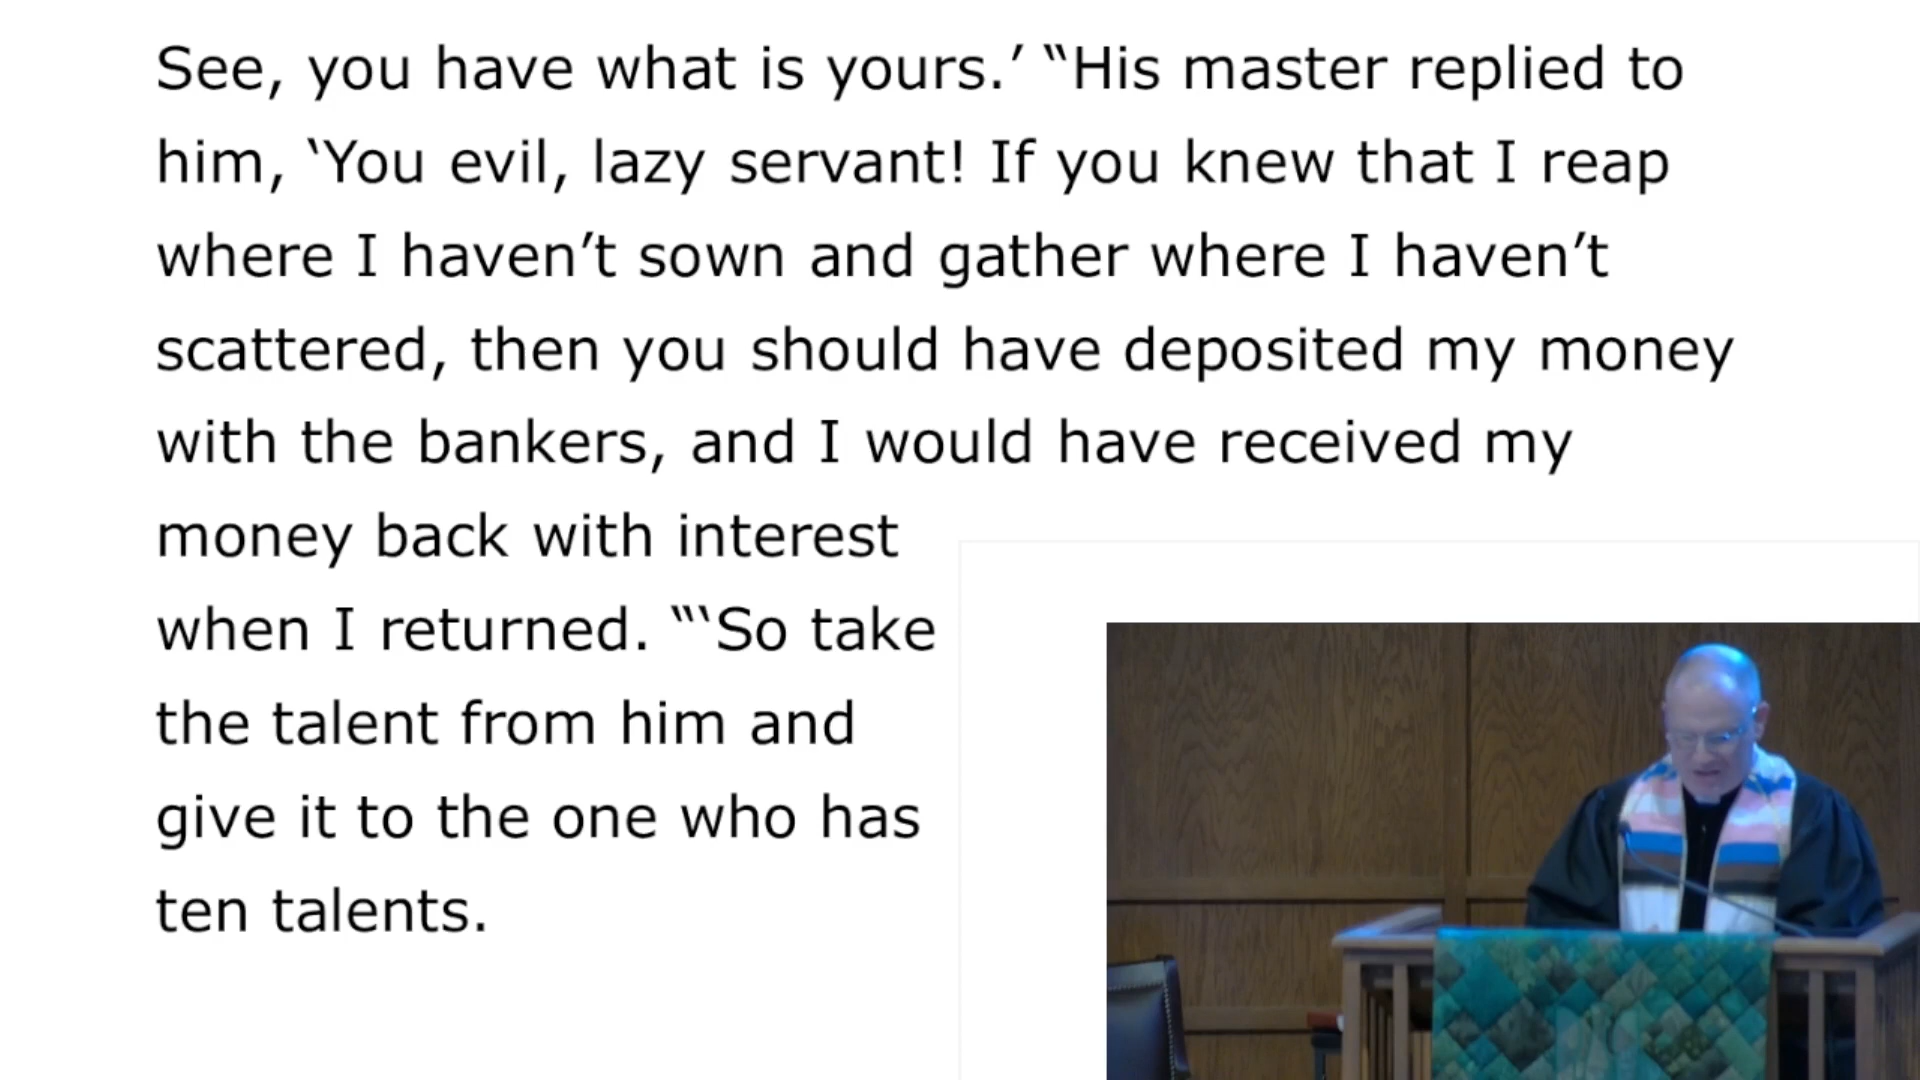 See, you have what is yours.’ “His master replied to
him, ‘You evil, lazy servant! If you knew that I reap
where I haven’t sown and gather where I haven’t
scattered, then you should have deposited my money
with the bankers, and I would have received my
money back with interest
when I returned. “‘So take
the talent from him and
give it to the one who has
ten talents.